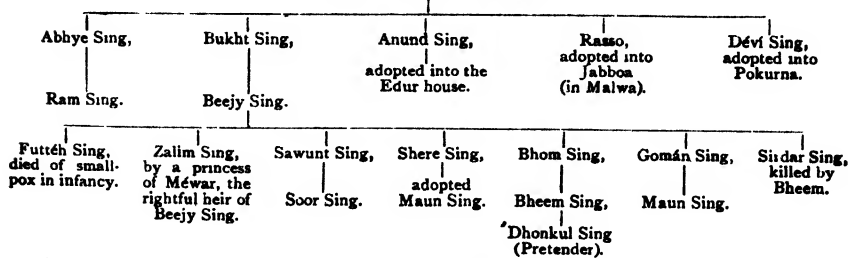 Abhye Sing, Bukht Sing, Anund Sing, Rasso, Déví Sing,
adopted into the Edur house. adopted into Jabboa (in Malwa). adopted into Pokurna.
Ram Sing. Beejy Sing.
Futtéh Sing, Zalim Sing, Sawunt Sing, Shere Sing, Bhom Sing, Gomán Sing, Sirdar Sing,
died of small-pox in infancy. by a princess of Méwar, the rightful heir of Beejy Sing. Soor Sing. adopted Maun Sing. Bheem Sing, Maun Sing. killed by Bheem.
Dhonkul Sing
(Pretender).